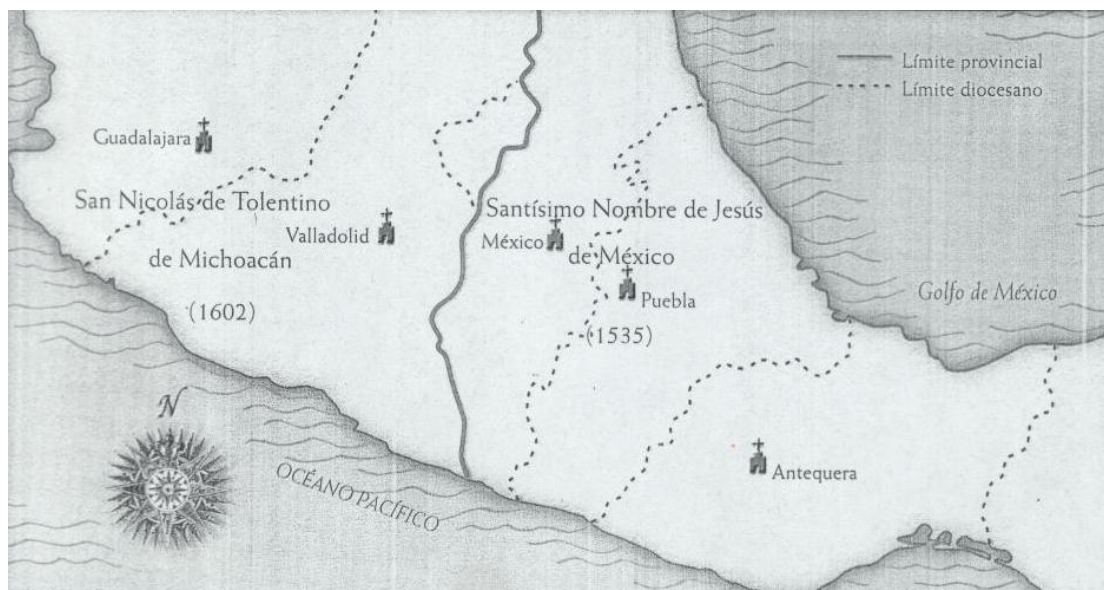 Límite provincial
Límite diocesano
Guadalajara
San Nicolás de Tolentino
de Michoacán
(1602)
Valladolid
Santísimo Nombre de Jesús
de México
(1535)
México
Puebla
Golfo de México
N
OCÉANO PACÍFICO
Antequera